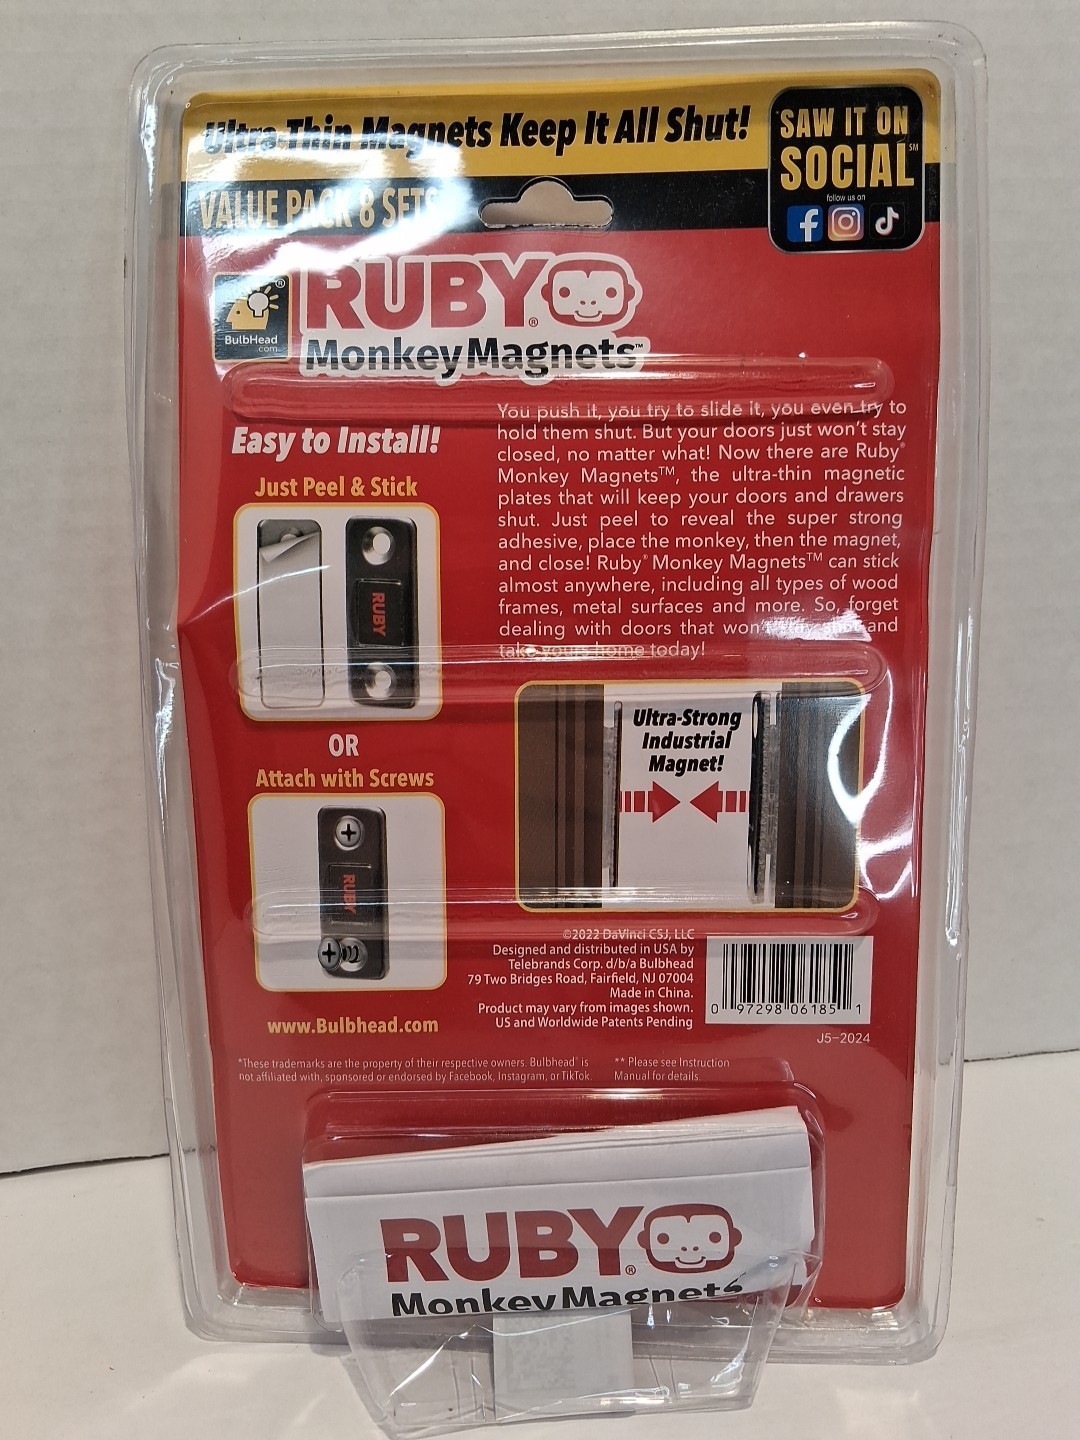 Ultra-Thin Magnets Keep It All Shut!
SAW IT ON
SOCIAL℠
follow us on
VALUE PACK 8 SETS
BulbHead®
.com
RUBY®
MonkeyMagnets™
Easy to Install!
Just Peel & Stick
RUBY
OR
Attach with Screws
RUBY
www.Bulbhead.com
You push it, you try to slide it, you even try to
hold them shut. But your doors just won't stay
closed, no matter what! Now there are Ruby®
Monkey Magnets™, the ultra-thin magnetic
plates that will keep your doors and drawers
shut. Just peel to reveal the super strong
adhesive, place the monkey, then the magnet,
and close! Ruby® Monkey Magnets™ can stick
almost anywhere, including all types of wood
frames, metal surfaces and more. So, forget
dealing with doors that won't stay shut and
take yours home today!
Ultra-Strong
Industrial
Magnet!
©2022 DaVinci CSJ, LLC
Designed and distributed in USA by
Telebrands Corp. d/b/a Bulbhead
79 Two Bridges Road, Fairfield, NJ 07004
Made in China.
Product may vary from images shown.
US and Worldwide Patents Pending
0 97298 06185 1
J5-2024
*These trademarks are the property of their respective owners. Bulbhead® is
not affiliated with, sponsored or endorsed by Facebook, Instagram, or TikTok.
** Please see Instruction
Manual for details.
RUBY®
MonkeyMagnets